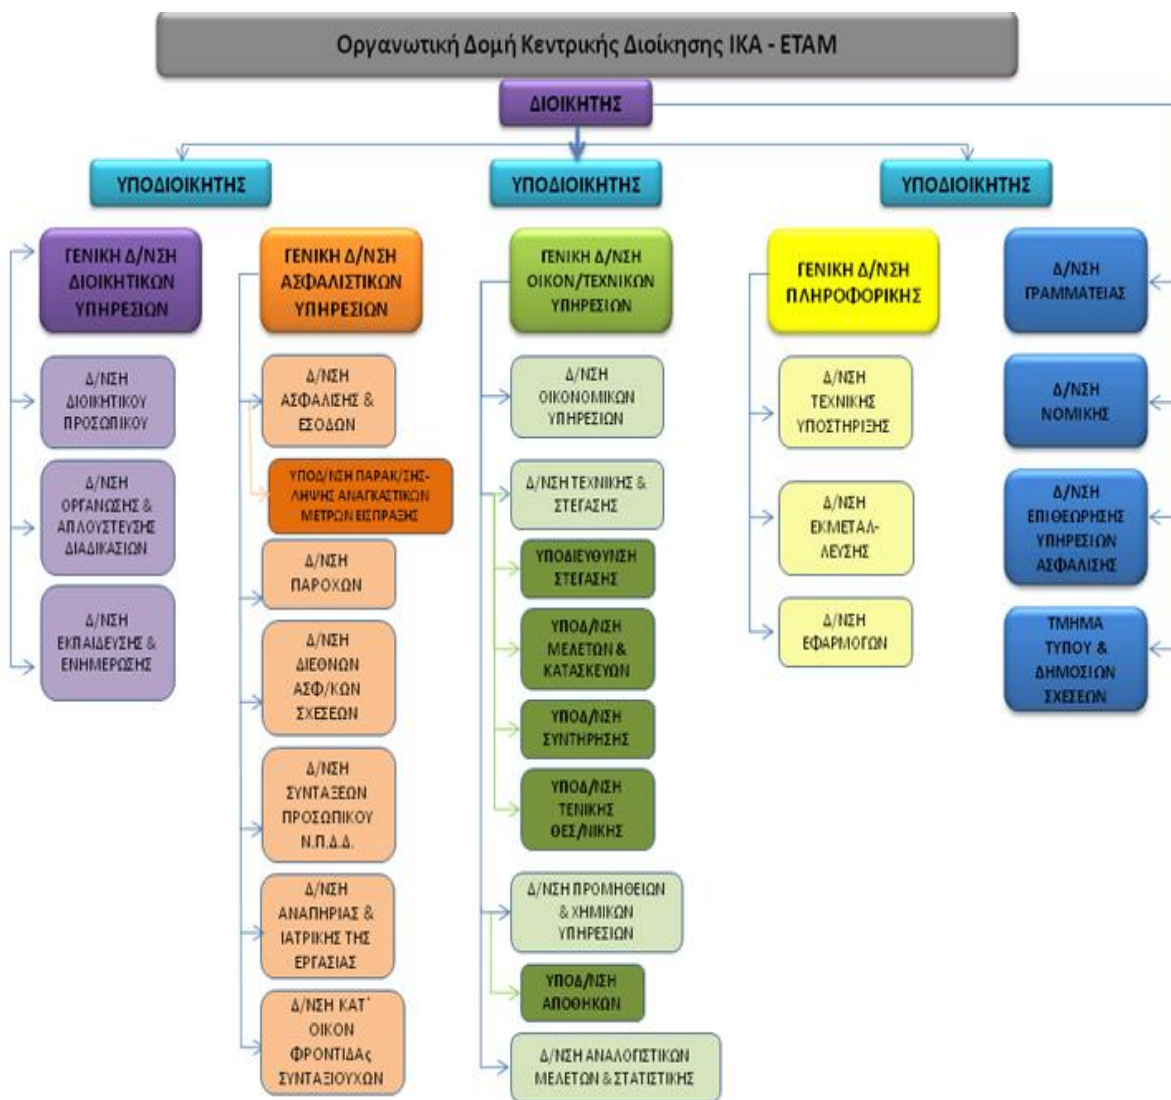 Οργανωτική Δομή Κεντρικής Διοίκησης ΙΚΑ - ΕΤΑΜ
ΔΙΟΙΚΗΤΗΣ
ΥΠΟΔΙΟΙΚΗΤΗΣ
ΥΠΟΔΙΟΙΚΗΤΗΣ
ΥΠΟΔΙΟΙΚΗΤΗΣ
ΓΕΝΙΚΗ Δ/ΝΣΗ
ΔΙΟΙΚΗΤΙΚΩΝ
ΥΠΗΡΕΣΙΩΝ
Δ/ΝΣΗ
ΔΙΟΙΚΗΤΙΚΟΥ
ΠΡΟΣΩΠΙΚΟΥ
Δ/ΝΣΗ
ΟΡΓΑΝΩΣΗΣ &
ΑΠΛΟΥΣΤΕΥΣΗΣ
ΔΙΑΔΙΚΑΣΙΩΝ
Δ/ΝΣΗ
ΕΚΠΑΙΔΕΥΣΗΣ &
ΕΝΗΜΕΡΩΣΗΣ
ΓΕΝΙΚΗ Δ/ΝΣΗ
ΑΣΦΑΛΙΣΤΙΚΩΝ
ΥΠΗΡΕΣΙΩΝ
Δ/ΝΣΗ
ΑΣΦΑΛΙΣΗΣ &
ΕΣΟΔΩΝ
ΥΠΟΔ/ΝΣΗ ΠΑΡΑΚ/ΣΗΣ-
ΛΗΨΗΣ ΑΝΑΓΚΑΣΤΙΚΩΝ
ΜΕΤΡΩΝ ΕΙΣΠΡΑΞΗΣ
Δ/ΝΣΗ
ΠΑΡΟΧΩΝ
Δ/ΝΣΗ
ΔΙΕΘΝΩΝ
ΑΣΦ/ΚΩΝ
ΣΧΕΣΕΩΝ
Δ/ΝΣΗ
ΣΥΝΤΑΞΕΩΝ
ΠΡΟΣΩΠΙΚΟΥ
Ν.Π.Δ.Δ.
Δ/ΝΣΗ
ΑΝΑΠΗΡΙΑΣ &
ΙΑΤΡΙΚΗΣ ΤΗΣ
ΕΡΓΑΣΙΑΣ
Δ/ΝΣΗ ΚΑΤ΄
ΟΙΚΟΝ
ΦΡΟΝΤΙΔΑς
ΣΥΝΤΑΞΙΟΥΧΩΝ
ΓΕΝΙΚΗ Δ/ΝΣΗ
ΟΙΚΟΝ/ΤΕΧΝΙΚΩΝ
ΥΠΗΡΕΣΙΩΝ
Δ/ΝΣΗ
ΟΙΚΟΝΟΜΙΚΩΝ
ΥΠΗΡΕΣΙΩΝ
Δ/ΝΣΗ ΤΕΧΝΙΚΗΣ &
ΣΤΕΓΑΣΗΣ
ΥΠΟΔΙΕΥΘΥΝΣΗ
ΣΤΕΓΑΣΗΣ
ΥΠΟΔ/ΝΣΗ
ΜΕΛΕΤΩΝ &
ΚΑΤΑΣΚΕΥΩΝ
ΥΠΟΔ/ΝΣΗ
ΣΥΝΤΗΡΗΣΗΣ
ΥΠΟΔ/ΝΣΗ
ΤΕΝΙΚΗΣ
ΘΕΣ/ΝΙΚΗΣ
Δ/ΝΣΗ ΠΡΟΜΗΘΕΙΩΝ
& ΧΗΜΙΚΩΝ
ΥΠΗΡΕΣΙΩΝ
ΥΠΟΔ/ΝΣΗ
ΑΠΟΘΗΚΩΝ
Δ/ΝΣΗ ΑΝΑΛΟΓΙΣΤΙΚΩΝ
ΜΕΛΕΤΩΝ & ΣΤΑΤΙΣΤΙΚΗΣ
ΓΕΝΙΚΗ Δ/ΝΣΗ
ΠΛΗΡΟΦΟΡΙΚΗΣ
Δ/ΝΣΗ
ΤΕΧΝΙΚΗΣ
ΥΠΟΣΤΗΡΙΞΗΣ
Δ/ΝΣΗ
ΕΚΜΕΤΑΛ-
ΛΕΥΣΗΣ
Δ/ΝΣΗ
ΕΦΑΡΜΟΓΩΝ
Δ/ΝΣΗ
ΓΡΑΜΜΑΤΕΙΑΣ
Δ/ΝΣΗ
ΝΟΜΙΚΗΣ
Δ/ΝΣΗ
ΕΠΙΘΕΩΡΗΣΗΣ
ΥΠΗΡΕΣΙΩΝ
ΑΣΦΑΛΙΣΗΣ
ΤΜΗΜΑ
ΤΥΠΟΥ &
ΔΗΜΟΣΙΩΝ
ΣΧΕΣΕΩΝ